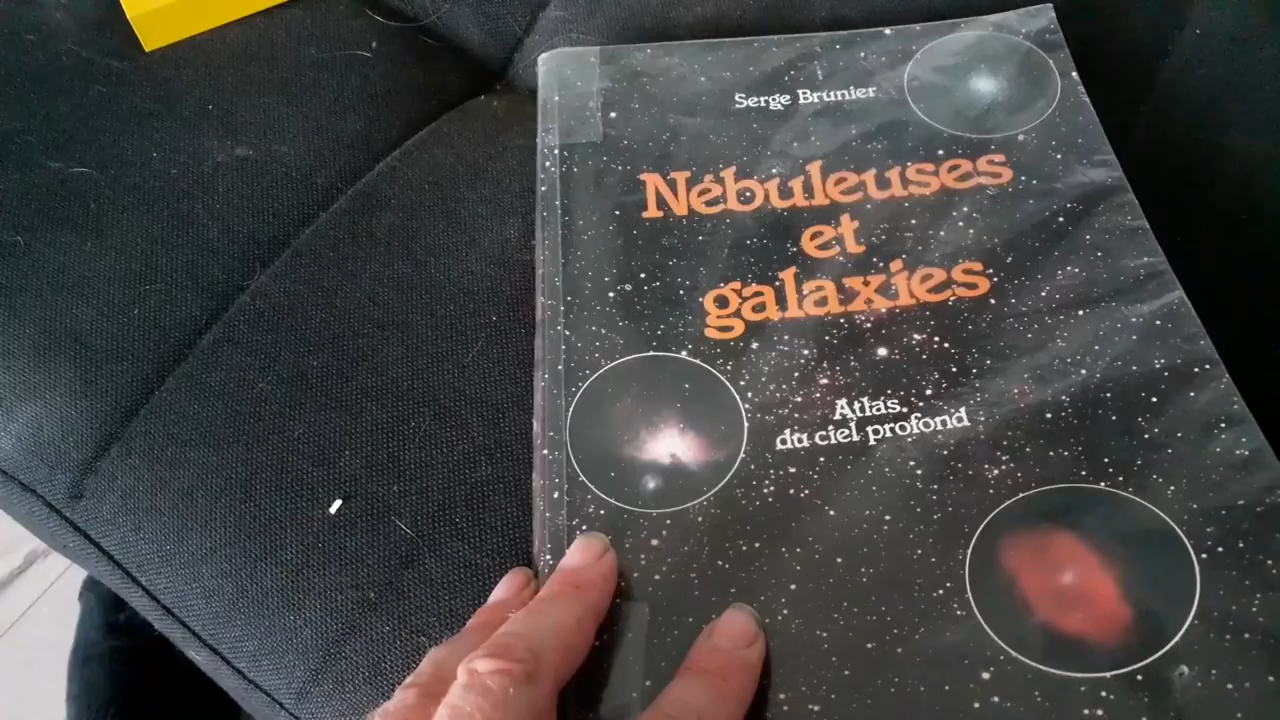 Serge Brunier
Nébuleuses
et
galaxies
Atlas
du ciel profond